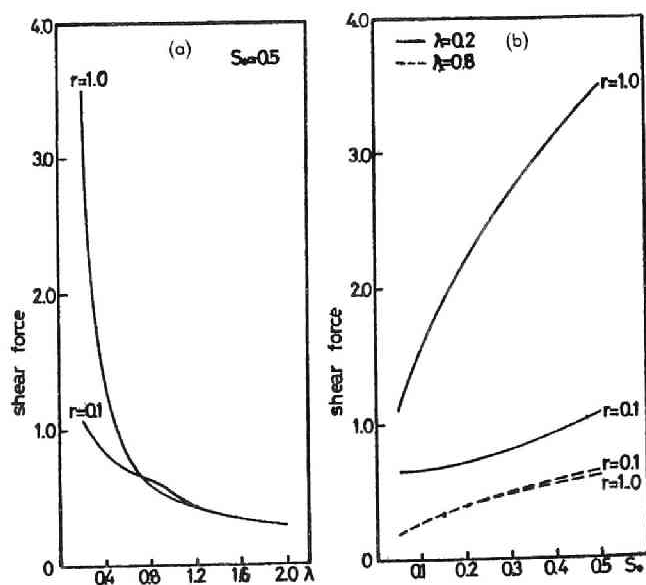 4.0
(a)
S*=0.5
r=1.0
3.0
2.0
shear force
r=0.1
1.0
0
0.4
0.8
1.2
1.6
2.0 λ
4.0
λ=0.2 (b)
λ=0.8
r=1.0
3.0
2.0
shear force
1.0
r=0.1
r=0.1
r=1.0
0
0.1
0.2
0.3
0.4
0.5
S*